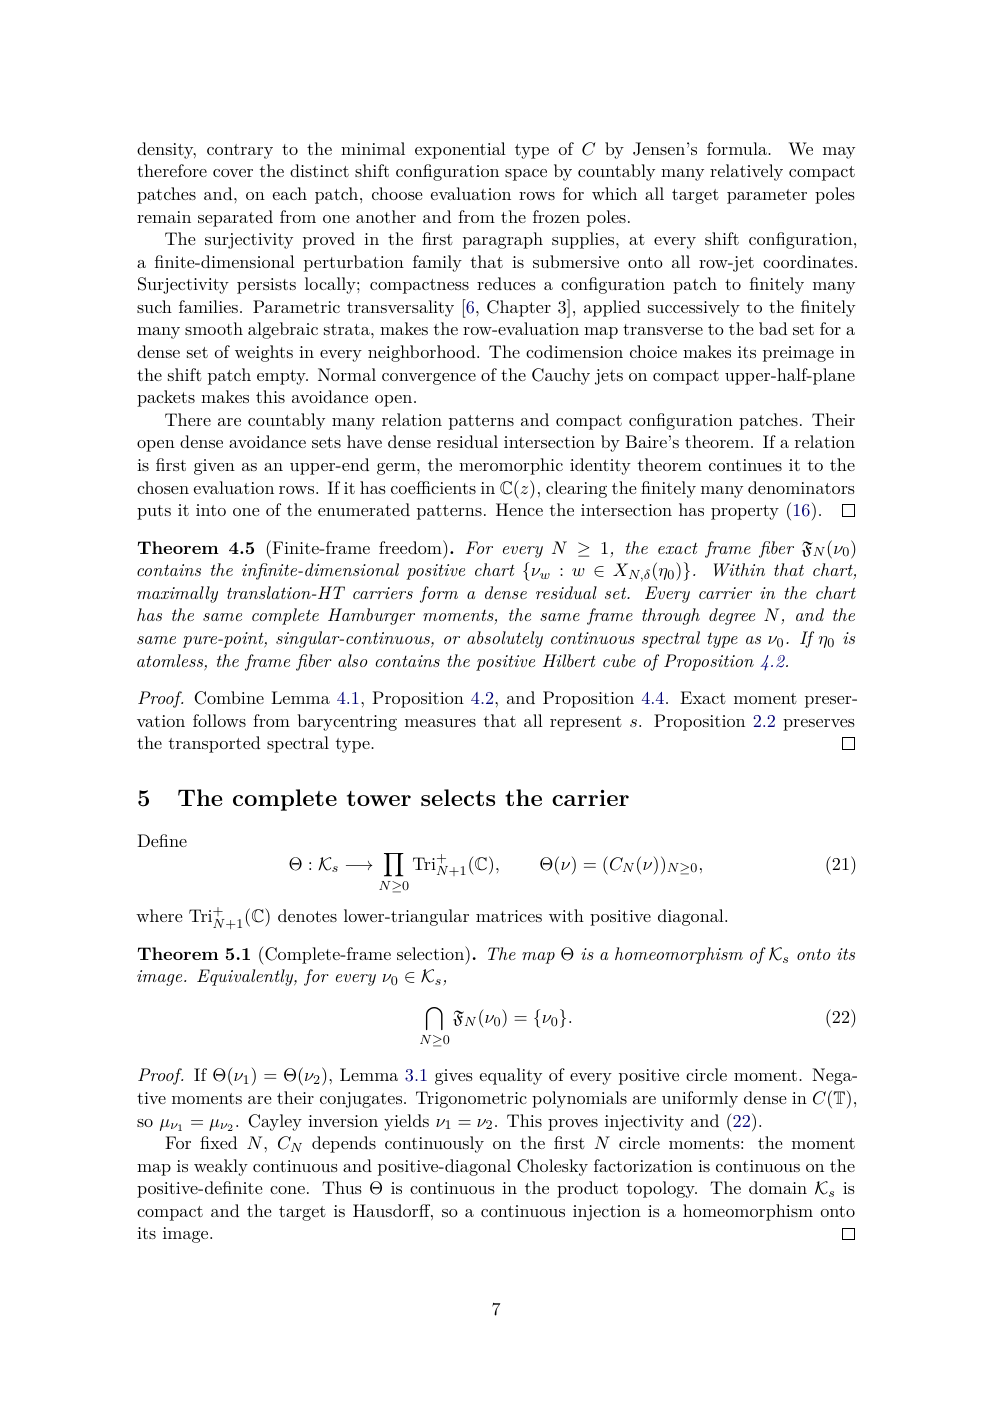 density, contrary to the minimal exponential type of C by Jensen's formula. We may
therefore cover the distinct shift configuration space by countably many relatively compact
patches and, on each patch, choose evaluation rows for which all target parameter poles
remain separated from one another and from the frozen poles.
The surjectivity proved in the first paragraph supplies, at every shift configuration,
a finite-dimensional perturbation family that is submersive onto all row-jet coordinates.
Surjectivity persists locally; compactness reduces a configuration patch to finitely many
such families. Parametric transversality [6, Chapter 3], applied successively to the finitely
many smooth algebraic strata, makes the row-evaluation map transverse to the bad set for a
dense set of weights in every neighborhood. The codimension choice makes its preimage in
the shift patch empty. Normal convergence of the Cauchy jets on compact upper-half-plane
packets makes this avoidance open.
There are countably many relation patterns and compact configuration patches. Their
open dense avoidance sets have dense residual intersection by Baire's theorem. If a relation
is first given as an upper-end germ, the meromorphic identity theorem continues it to the
chosen evaluation rows. If it has coefficients in ℂ(z), clearing the finitely many denominators
puts it into one of the enumerated patterns. Hence the intersection has property (16). □
Theorem 4.5 (Finite-frame freedom). For every N ≥ 1, the exact frame fiber 𝔉_N(ν₀)
contains the infinite-dimensional positive chart {ν_w : w ∈ X_{N,δ}(η₀)}. Within that chart,
maximally translation-HT carriers form a dense residual set. Every carrier in the chart
has the same complete Hamburger moments, the same frame through degree N, and the
same pure-point, singular-continuous, or absolutely continuous spectral type as ν₀. If η₀ is
atomless, the frame fiber also contains the positive Hilbert cube of Proposition 4.2.
Proof. Combine Lemma 4.1, Proposition 4.2, and Proposition 4.4. Exact moment preser-
vation follows from barycentring measures that all represent s. Proposition 2.2 preserves
the transported spectral type. □
5 The complete tower selects the carrier
Define
Θ : 𝒦_s ⟶ ∏_{N≥0} Tri⁺_{N+1}(ℂ), Θ(ν) = (C_N(ν))_{N≥0}, (21)
where Tri⁺_{N+1}(ℂ) denotes lower-triangular matrices with positive diagonal.
Theorem 5.1 (Complete-frame selection). The map Θ is a homeomorphism of 𝒦_s onto its
image. Equivalently, for every ν₀ ∈ 𝒦_s,
⋂_{N≥0} 𝔉_N(ν₀) = {ν₀}. (22)
Proof. If Θ(ν₁) = Θ(ν₂), Lemma 3.1 gives equality of every positive circle moment. Nega-
tive moments are their conjugates. Trigonometric polynomials are uniformly dense in C(𝕋),
so μ_{ν₁} = μ_{ν₂}. Cayley inversion yields ν₁ = ν₂. This proves injectivity and (22).
For fixed N, C_N depends continuously on the first N circle moments: the moment
map is weakly continuous and positive-diagonal Cholesky factorization is continuous on the
positive-definite cone. Thus Θ is continuous in the product topology. The domain 𝒦_s is
compact and the target is Hausdorff, so a continuous injection is a homeomorphism onto
its image. □
7